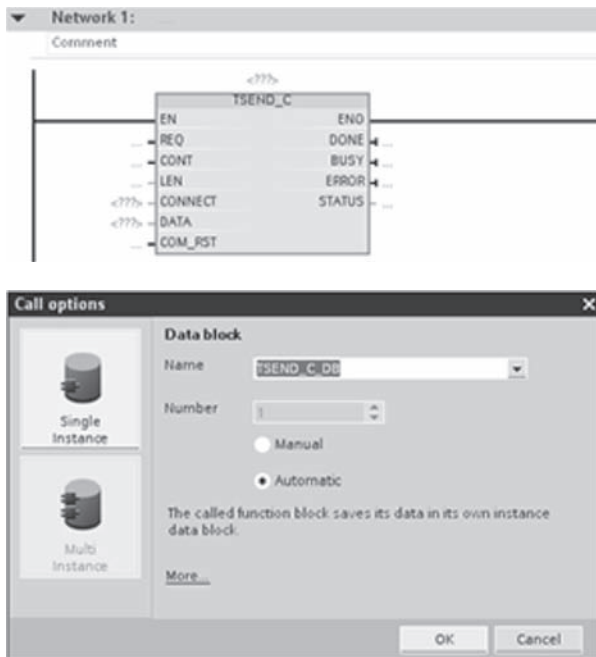 Network 1: ...
Comment
<???>
TSEND_C
EN ENO
... REQ DONE ...
... CONT BUSY ...
... LEN ERROR ...
<???> CONNECT STATUS ...
<???> DATA
... COM_RST
Call options
Data block
Name TSEND_C_DB
Number 1
Manual
Automatic
Single
Instance
The called function block saves its data in its own instance
data block.
Multi
Instance
More...
OK Cancel